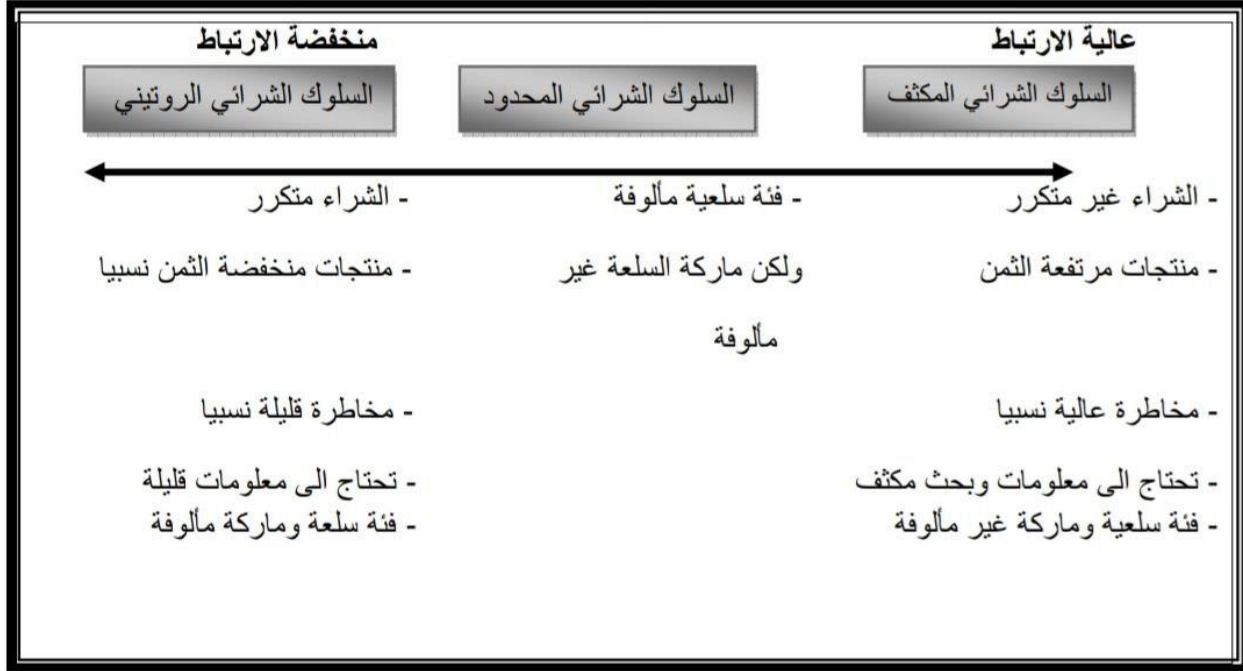 عالية الارتباط
منخفضة الارتباط
السلوك الشرائي المكثف
السلوك الشرائي المحدود
السلوك الشرائي الروتيني
- الشراء غير متكرر
- منتجات مرتفعة الثمن
- مخاطرة عالية نسبيا
- تحتاج الى معلومات وبحث مكثف
- فئة سلعية وماركة غير مألوفة
- فئة سلعية مألوفة
ولكن ماركة السلعة غير
مألوفة
- الشراء متكرر
- منتجات منخفضة الثمن نسبيا
- مخاطرة قليلة نسبيا
- تحتاج الى معلومات قليلة
- فئة سلعة وماركة مألوفة